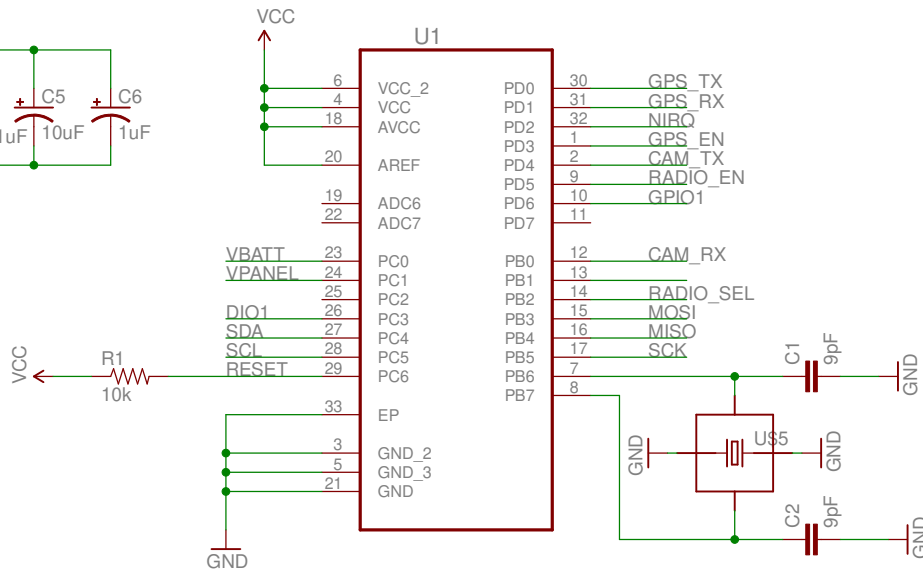 VCC
U1
C5
C6
1uF
10uF
1uF
6 VCC_2
4 VCC
18 AVCC
20 AREF
19 ADC6
22 ADC7
VBATT 23 PC0
VPANEL 24 PC1
25 PC2
DIO1 26 PC3
SDA 27 PC4
SCL 28 PC5
RESET 29 PC6
33 EP
3 GND_2
5 GND_3
21 GND
PD0 30 GPS_TX
PD1 31 GPS_RX
PD2 32 NIRQ
PD3 1 GPS_EN
PD4 2 CAM_TX
PD5 9 RADIO_EN
PD6 10 GPIO1
PD7 11
PB0 12 CAM_RX
PB1 13
PB2 14 RADIO_SEL
PB3 15 MOSI
PB4 16 MISO
PB5 17 SCK
PB6 7
PB7 8
VCC
R1
10k
GND
C1
9pF
GND
GND
US5
GND
C2
9pF
GND